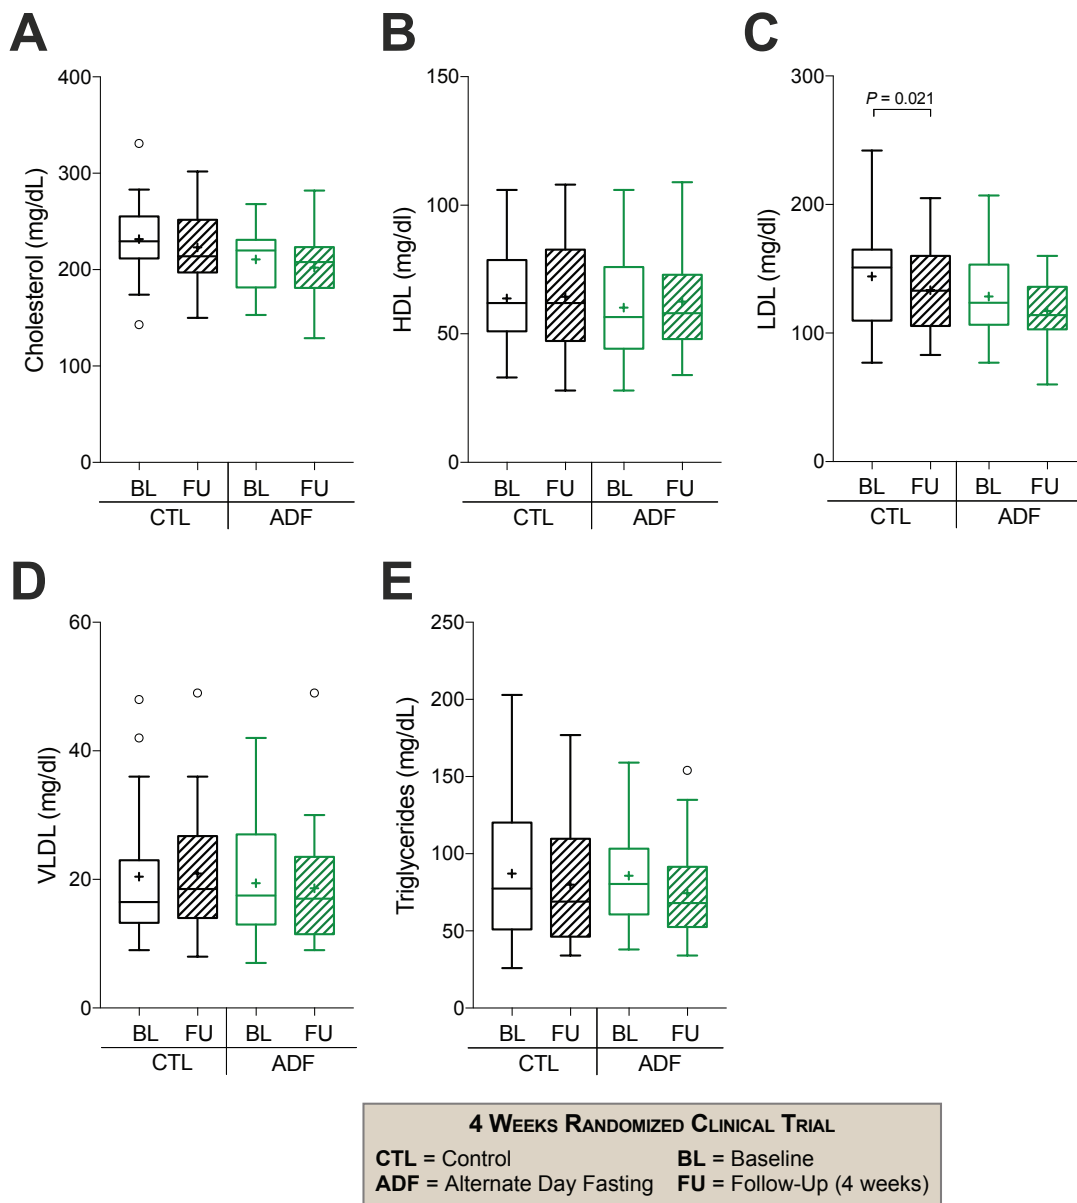 A
Cholesterol (mg/dL)
400
300
200
100
0
BL FU BL FU
CTL ADF
B
HDL (mg/dl)
150
100
50
0
BL FU BL FU
CTL ADF
C
LDL (mg/dl)
300
200
100
0
P = 0.021
BL FU BL FU
CTL ADF
D
VLDL (mg/dl)
60
40
20
0
BL FU BL FU
CTL ADF
E
Triglycerides (mg/dL)
250
200
150
100
50
0
BL FU BL FU
CTL ADF
4 WEEKS RANDOMIZED CLINICAL TRIAL
CTL = Control BL = Baseline
ADF = Alternate Day Fasting FU = Follow-Up (4 weeks)